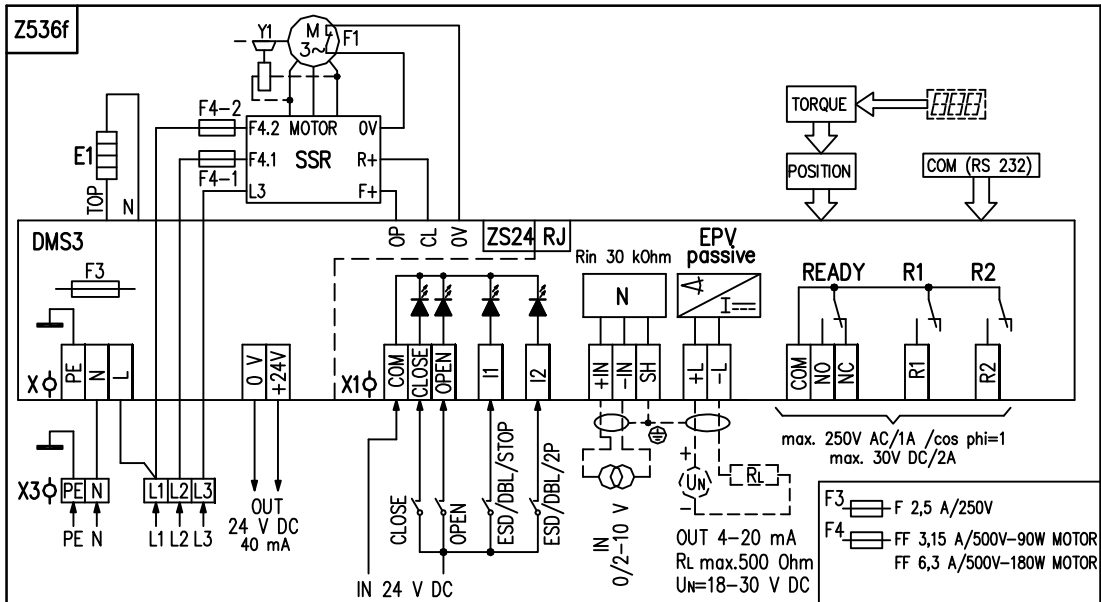 Z536f
Y1
M
3~
F1
F4-2
F4.2 MOTOR 0V
F4.1 SSR R+
F4-1
L3 F+
E1
TOP
N
TORQUE
POSITION
COM (RS 232)
DMS3
OP
CL
0V
ZS24 RJ
F3
Rin 30 kOhm
N
EPV
passive
I
READY R1 R2
X
PE
N
L
0 V
+24V
X1
COM
CLOSE
OPEN
I1
I2
+IN
-IN
SH
+L
-L
COM
NO
NC
R1
R2
max. 250V AC/1A /cos phi=1
max. 30V DC/2A
X3 PE N L1 L2 L3
PE N L1 L2 L3
OUT
24 V DC
40 mA
CLOSE
OPEN
ESD/DBL/STOP
ESD/DBL/2P
IN 24 V DC
IN
0/2-10 V
+
UN
-
RL
OUT 4-20 mA
RL max.500 Ohm
UN=18-30 V DC
F3 F 2,5 A/250V
F4 FF 3,15 A/500V-90W MOTOR
FF 6,3 A/500V-180W MOTOR